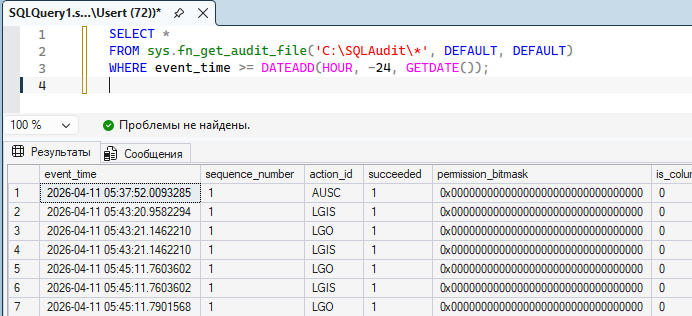 SQLQuery1.s...\Usert (72))*
1 SELECT *
2 FROM sys.fn_get_audit_file('C:\SQLAudit\*', DEFAULT, DEFAULT)
3 WHERE event_time >= DATEADD(HOUR, -24, GETDATE());
4
100 % Проблемы не найдены.
Результаты Сообщения
event_time sequence_number action_id succeeded permission_bitmask is_colu
1 2026-04-11 05:37:52.0093285 1 AUSC 1 0x00000000000000000000000000000000 0
2 2026-04-11 05:43:20.9582294 1 LGIS 1 0x00000000000000000000000000000000 0
3 2026-04-11 05:43:21.1462210 1 LGO 1 0x00000000000000000000000000000000 0
4 2026-04-11 05:43:21.1462210 1 LGIS 1 0x00000000000000000000000000000000 0
5 2026-04-11 05:45:11.7603602 1 LGO 1 0x00000000000000000000000000000000 0
6 2026-04-11 05:45:11.7603602 1 LGIS 1 0x00000000000000000000000000000000 0
7 2026-04-11 05:45:11.7901568 1 LGO 1 0x00000000000000000000000000000000 0